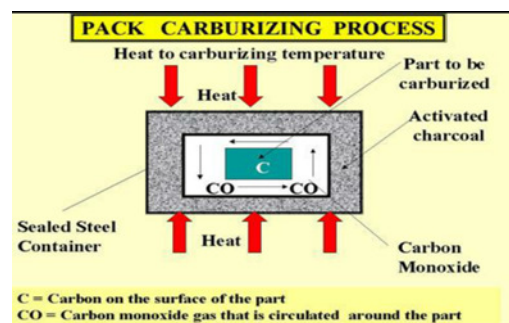 PACK CARBURIZING PROCESS
Heat to carburizing temperature
Part to be
carburized
Heat
Activated
charcoal
C
CO
CO
Sealed Steel
Container
Heat
Carbon
Monoxide
C = Carbon on the surface of the part
CO = Carbon monoxide gas that is circulated around the part